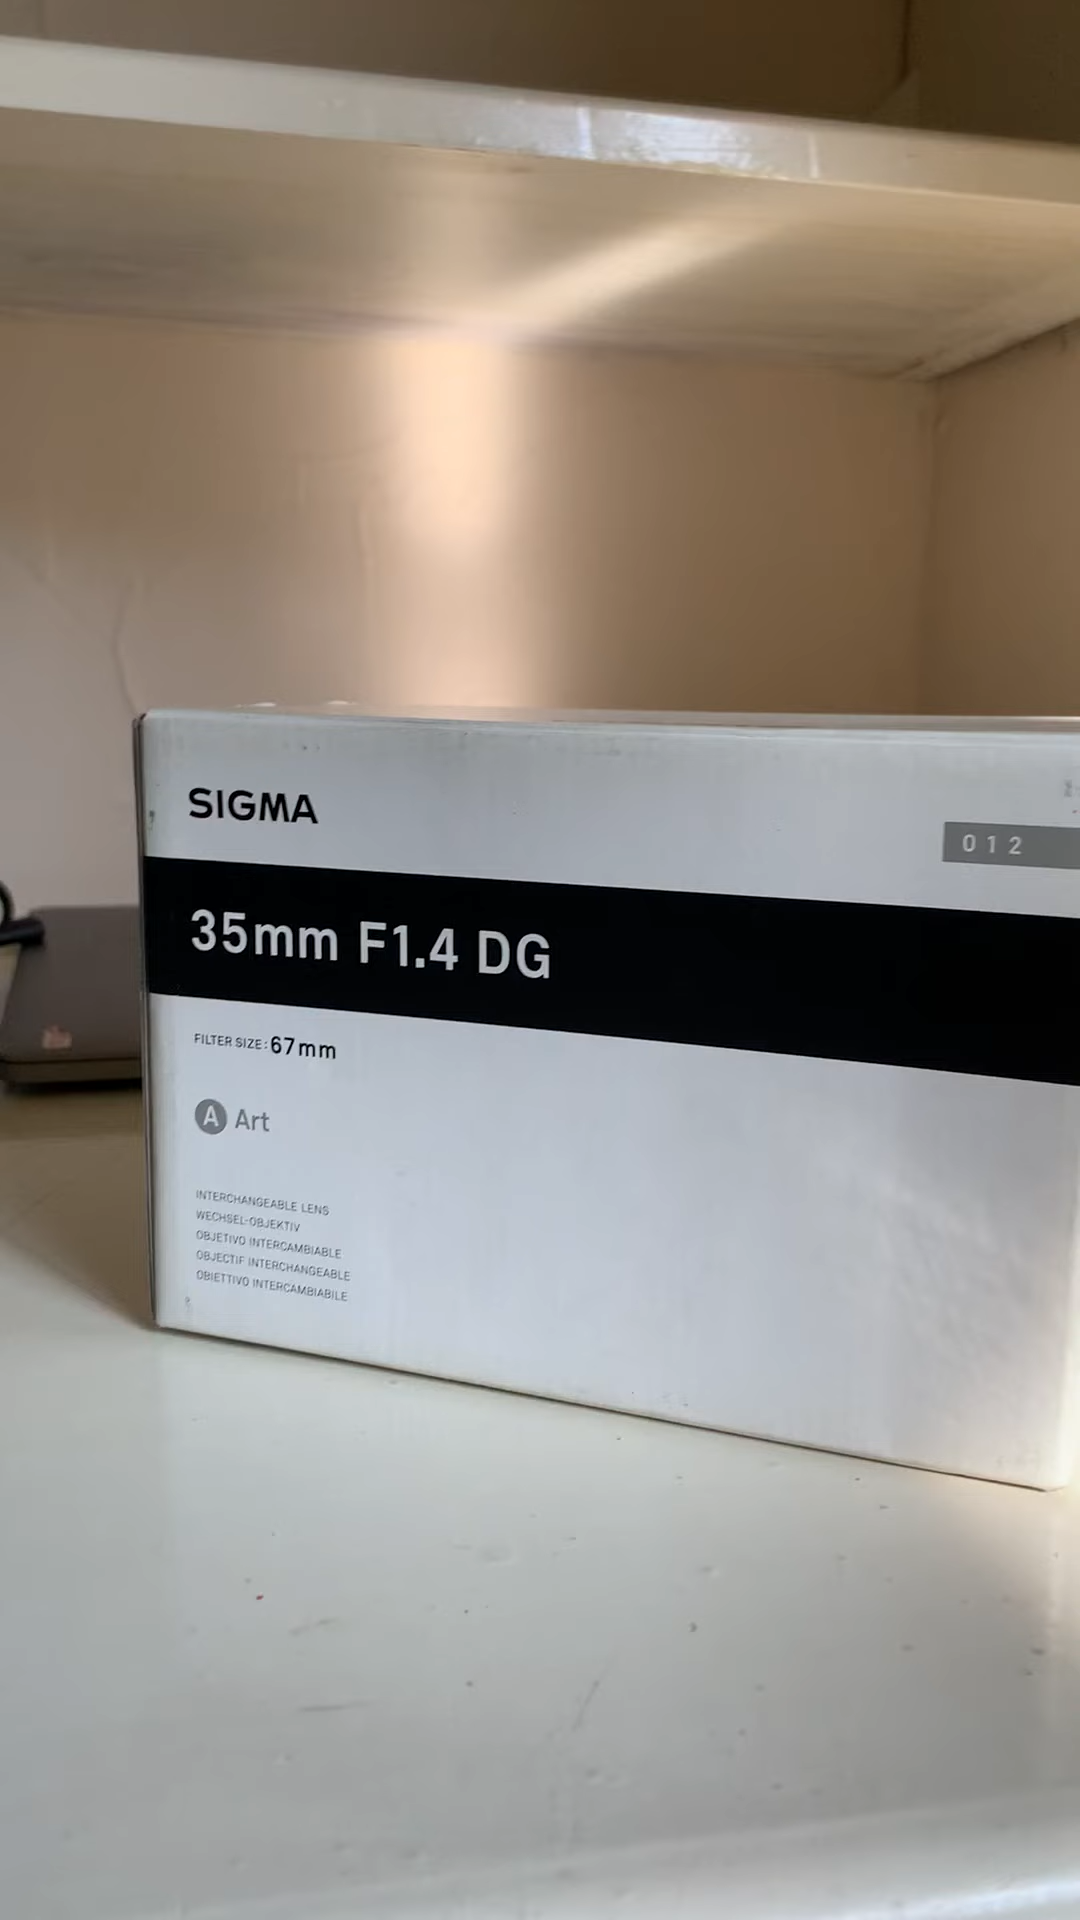 SIGMA
012
35mm F1.4 DG
FILTER SIZE: 67mm
A Art
INTERCHANGEABLE LENS
WECHSEL-OBJEKTIV
OBJETIVO INTERCAMBIABLE
OBJECTIF INTERCHANGEABLE
OBIETTIVO INTERCAMBIABILE